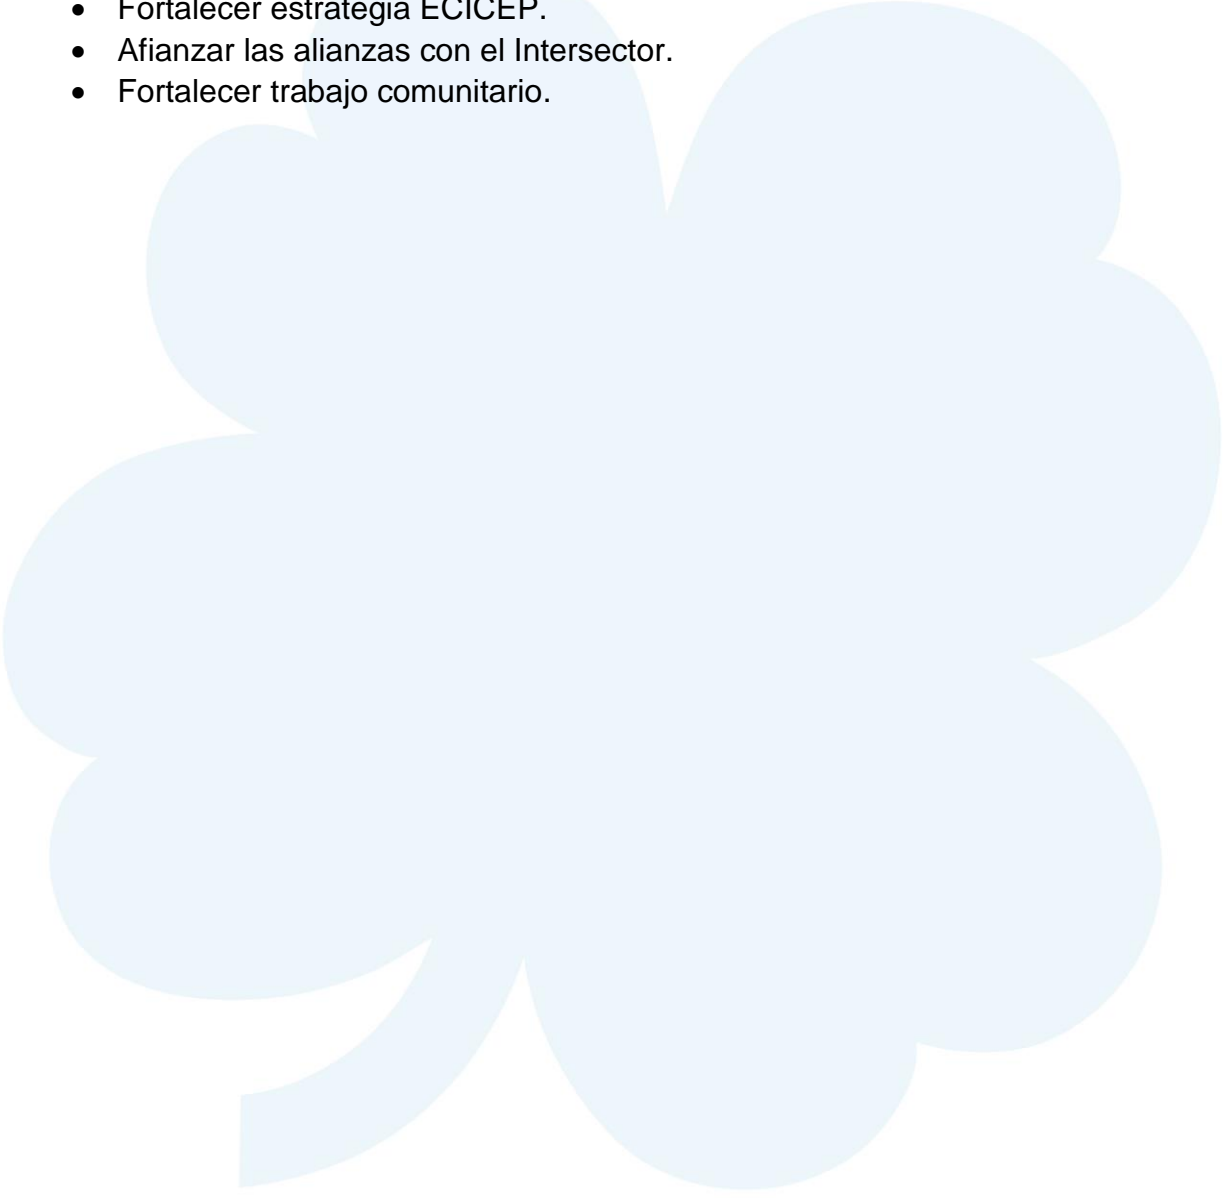 • Fortalecer estrategia ECICEP.
• Afianzar las alianzas con el Intersector.
• Fortalecer trabajo comunitario.